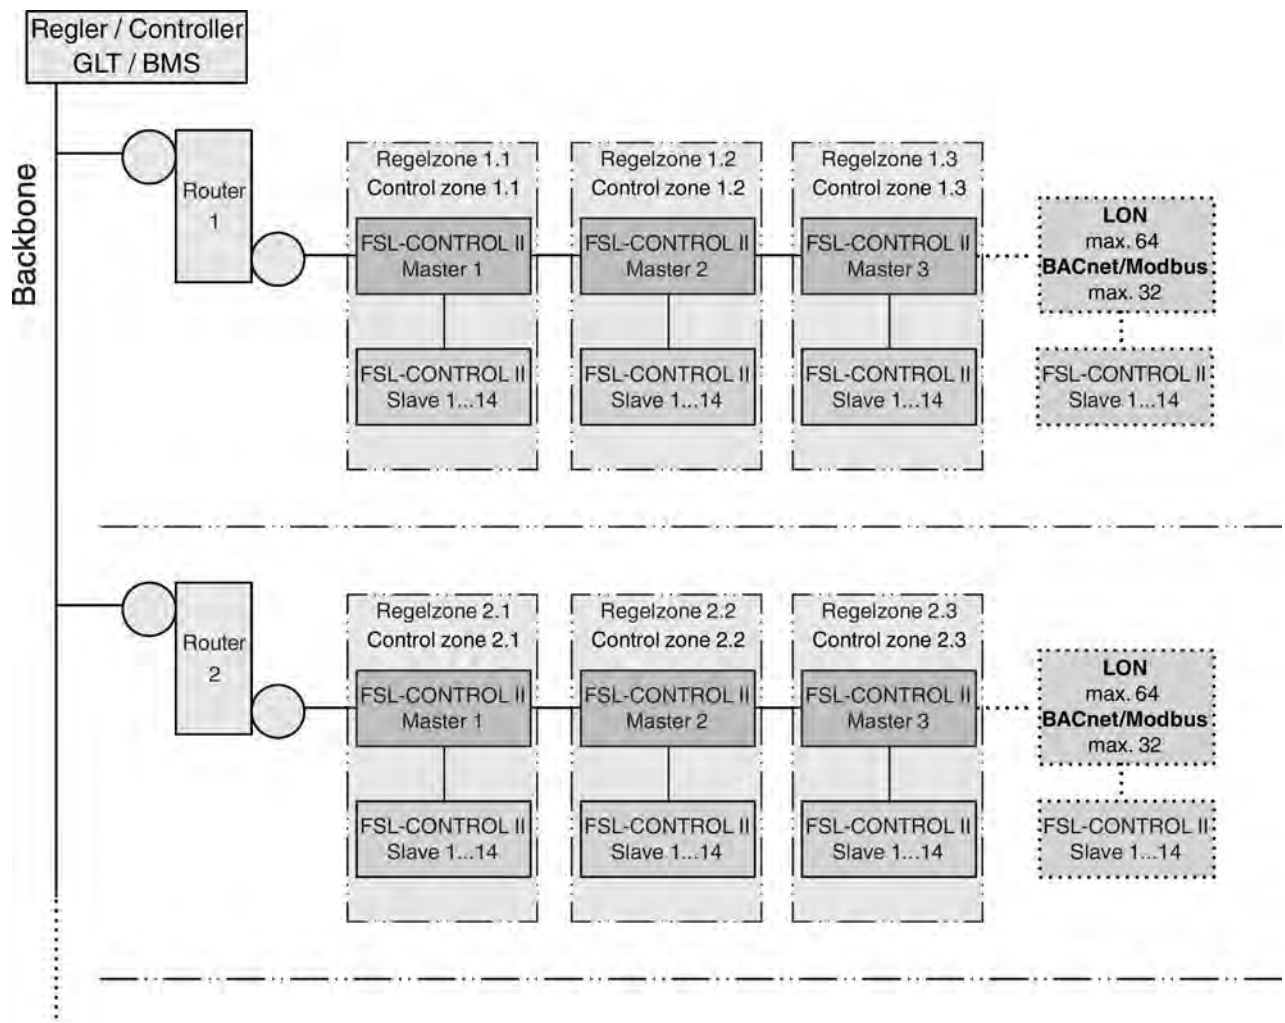 Regler / Controller
GLT / BMS
Backbone
Router
1
Regelzone 1.1
Control zone 1.1
FSL-CONTROL II
Master 1
FSL-CONTROL II
Slave 1...14
Regelzone 1.2
Control zone 1.2
FSL-CONTROL II
Master 2
FSL-CONTROL II
Slave 1...14
Regelzone 1.3
Control zone 1.3
FSL-CONTROL II
Master 3
FSL-CONTROL II
Slave 1...14
LON
max. 64
BACnet/Modbus
max. 32
FSL-CONTROL II
Slave 1...14
Router
2
Regelzone 2.1
Control zone 2.1
FSL-CONTROL II
Master 1
FSL-CONTROL II
Slave 1...14
Regelzone 2.2
Control zone 2.2
FSL-CONTROL II
Master 2
FSL-CONTROL II
Slave 1...14
Regelzone 2.3
Control zone 2.3
FSL-CONTROL II
Master 3
FSL-CONTROL II
Slave 1...14
LON
max. 64
BACnet/Modbus
max. 32
FSL-CONTROL II
Slave 1...14